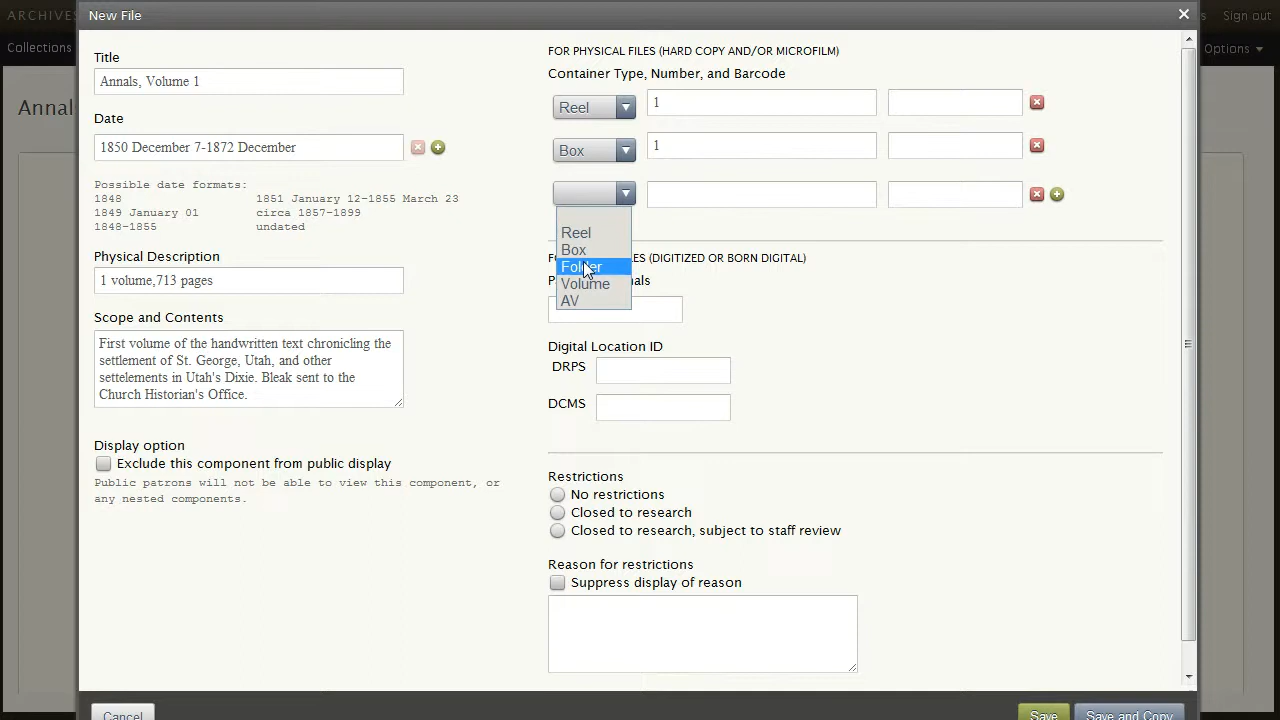 ARCHIVES
New File
Sign out
Collections
Options
Annal
Title
Annals, Volume 1
Date
1850 December 7-1872 December
Possible date formats:
1848 1851 January 12-1855 March 23
1849 January 01 circa 1857-1899
1848-1855 undated
Physical Description
1 volume,713 pages
Scope and Contents
First volume of the handwritten text chronicling the
settlement of St. George, Utah, and other
settelements in Utah's Dixie. Bleak sent to the
Church Historian's Office.
Display option
Exclude this component from public display
Public patrons will not be able to view this component, or
any nested components.
FOR PHYSICAL FILES (HARD COPY AND/OR MICROFILM)
Container Type, Number, and Barcode
Reel 1
Box 1
Reel
Box
Folder
Volume
AV
(DIGITIZED OR BORN DIGITAL)
Digital Location ID
DRPS
DCMS
Restrictions
No restrictions
Closed to research
Closed to research, subject to staff review
Reason for restrictions
Suppress display of reason
Cancel
Save
Save and Copy